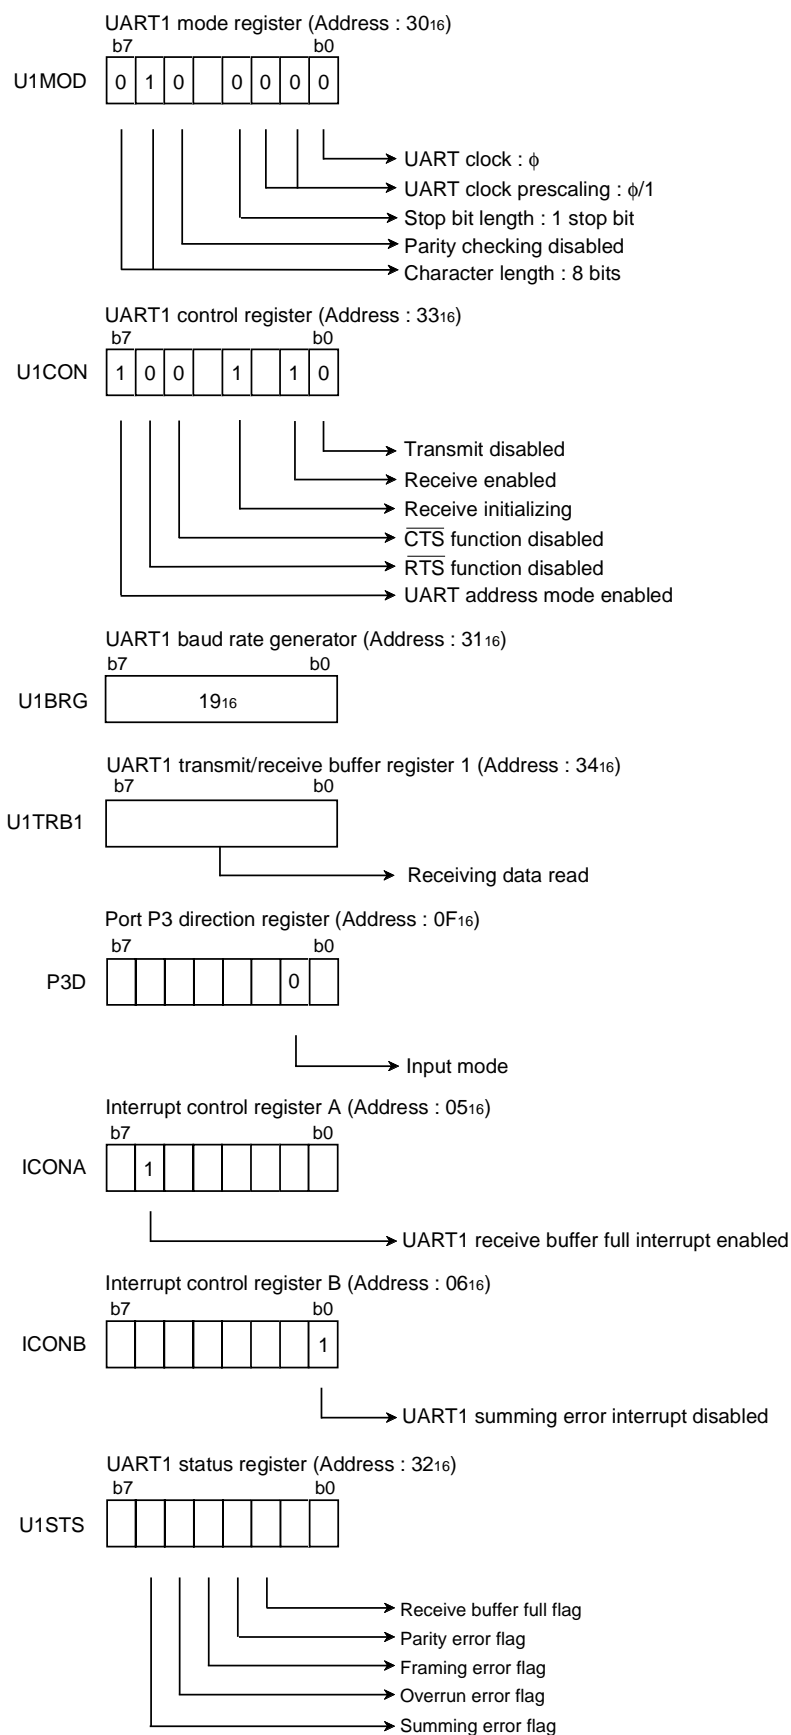 UART1 mode register (Address : 3016)
b7 b0
U1MOD 0 1 0 0 0 0 0
UART clock : ϕ
UART clock prescaling : ϕ/1
Stop bit length : 1 stop bit
Parity checking disabled
Character length : 8 bits
UART1 control register (Address : 3316)
b7 b0
U1CON 1 0 0 1 1 0
Transmit disabled
Receive enabled
Receive initializing
CTS function disabled
RTS function disabled
UART address mode enabled
UART1 baud rate generator (Address : 3116)
b7 b0
U1BRG 1916
UART1 transmit/receive buffer register 1 (Address : 3416)
b7 b0
U1TRB1
Receiving data read
Port P3 direction register (Address : 0F16)
b7 b0
P3D 0
Input mode
Interrupt control register A (Address : 0516)
b7 b0
ICONA 1
UART1 receive buffer full interrupt enabled
Interrupt control register B (Address : 0616)
b7 b0
ICONB 1
UART1 summing error interrupt disabled
UART1 status register (Address : 3216)
b7 b0
U1STS
Receive buffer full flag
Parity error flag
Framing error flag
Overrun error flag
Summing error flag